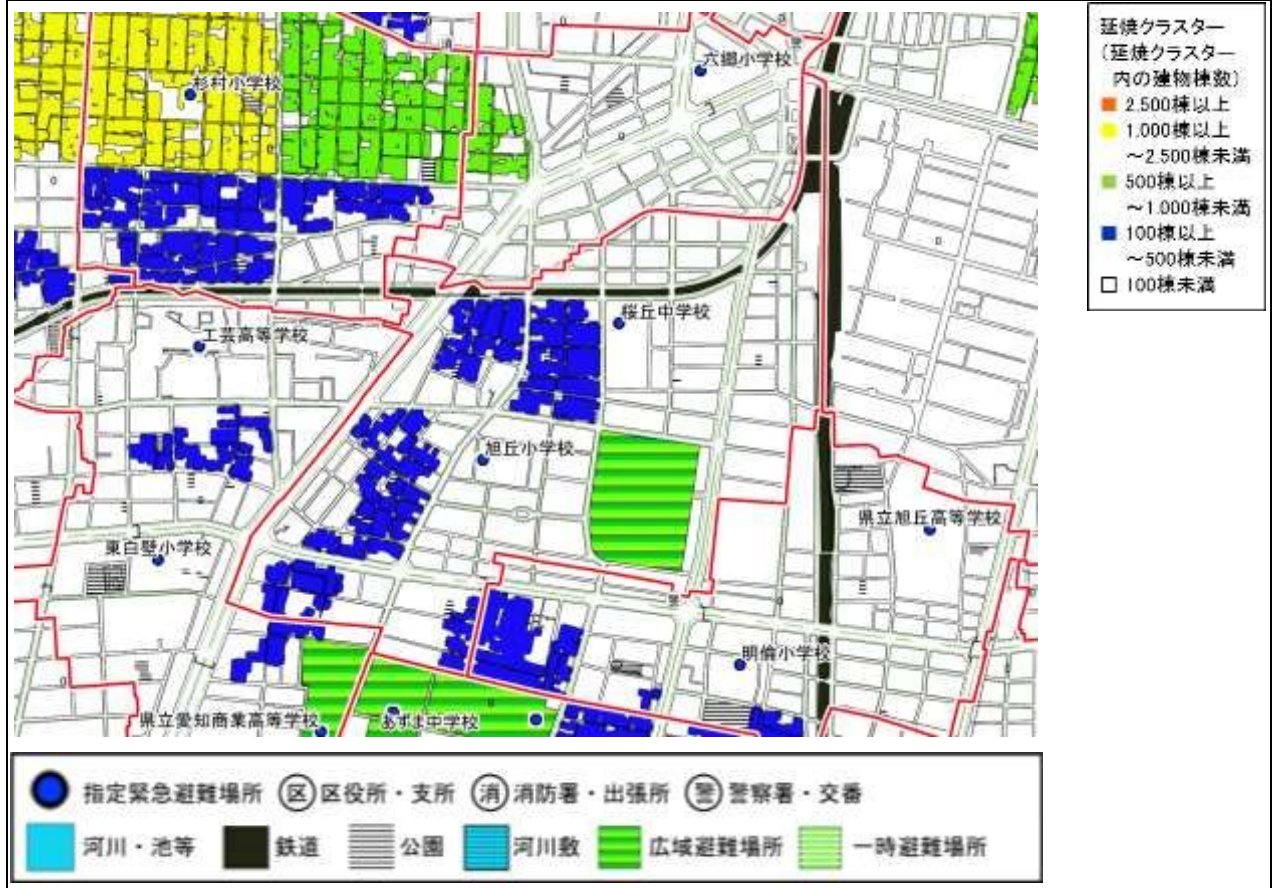 消
六郷小学校
杉村小学校
工芸高等学校
桜丘中学校
旭丘小学校
県立旭丘高等学校
東白壁小学校
明倫小学校
県立愛知商業高等学校
あずま中学校
延焼クラスター
(延焼クラスター
内の建物棟数)
2.500棟以上
1.000棟以上
～2.500棟未満
500棟以上
～1.000棟未満
100棟以上
～500棟未満
100棟未満
指定緊急避難場所 区 区役所・支所 消 消防署・出張所 警 警察署・交番
河川・池等 鉄道 公園 河川敷 広域避難場所 一時避難場所